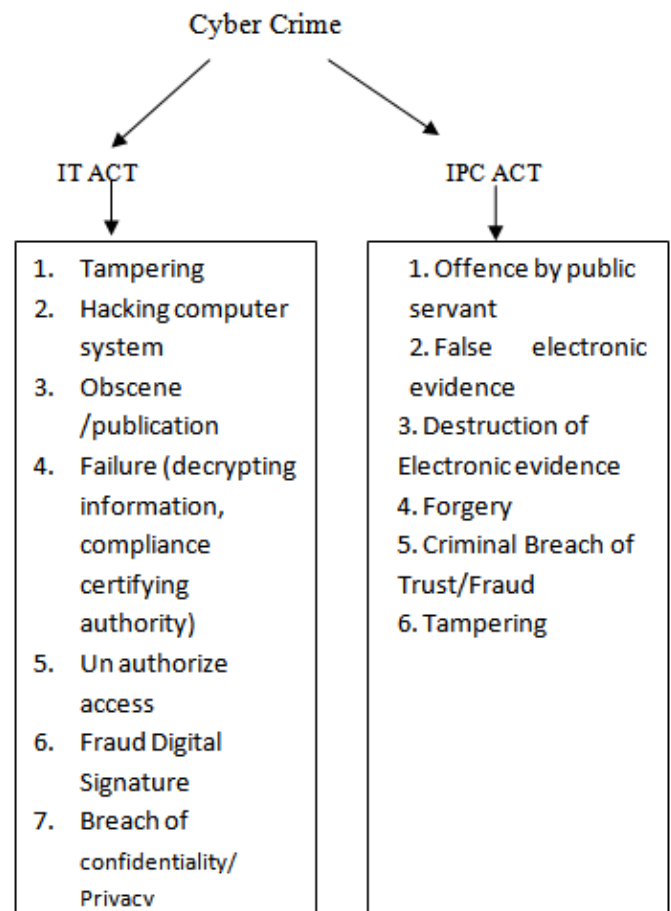 Cyber Crime
IT ACT
IPC ACT
1. Tampering
2. Hacking computer
system
3. Obscene
/publication
4. Failure (decrypting
information,
compliance
certifying
authority)
5. Un authorize
access
6. Fraud Digital
Signature
7. Breach of
confidentiality/
Privacy
1. Offence by public
servant
2. False electronic
evidence
3. Destruction of
Electronic evidence
4. Forgery
5. Criminal Breach of
Trust/Fraud
6. Tampering